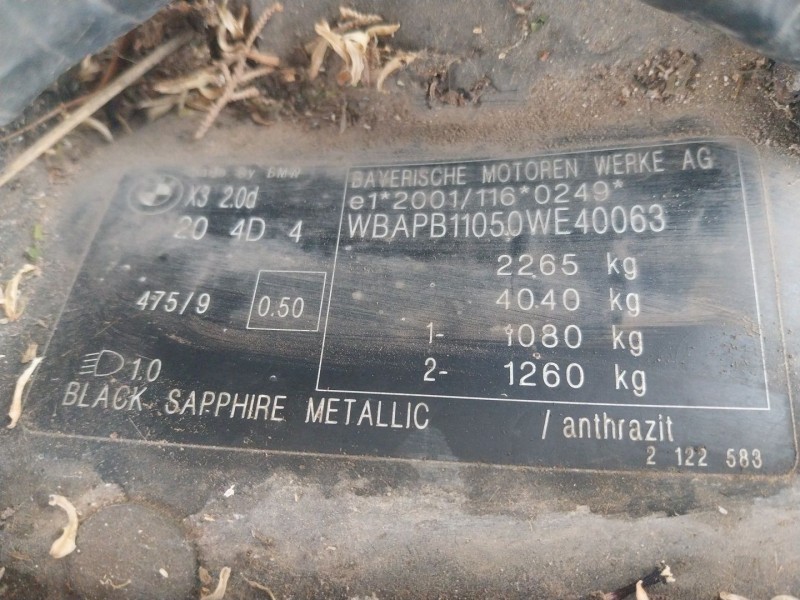 By BMW
X3 2.0d
20 4D 4
475/9
0.50
1.0
BAYERISCHE MOTOREN WERKE AG
e1*2001/116*0249*
WBAPB11050WE40063
2265 kg
4040 kg
1- 1080 kg
2- 1260 kg
BLACK SAPPHIRE METALLIC / anthrazit
2 122 583